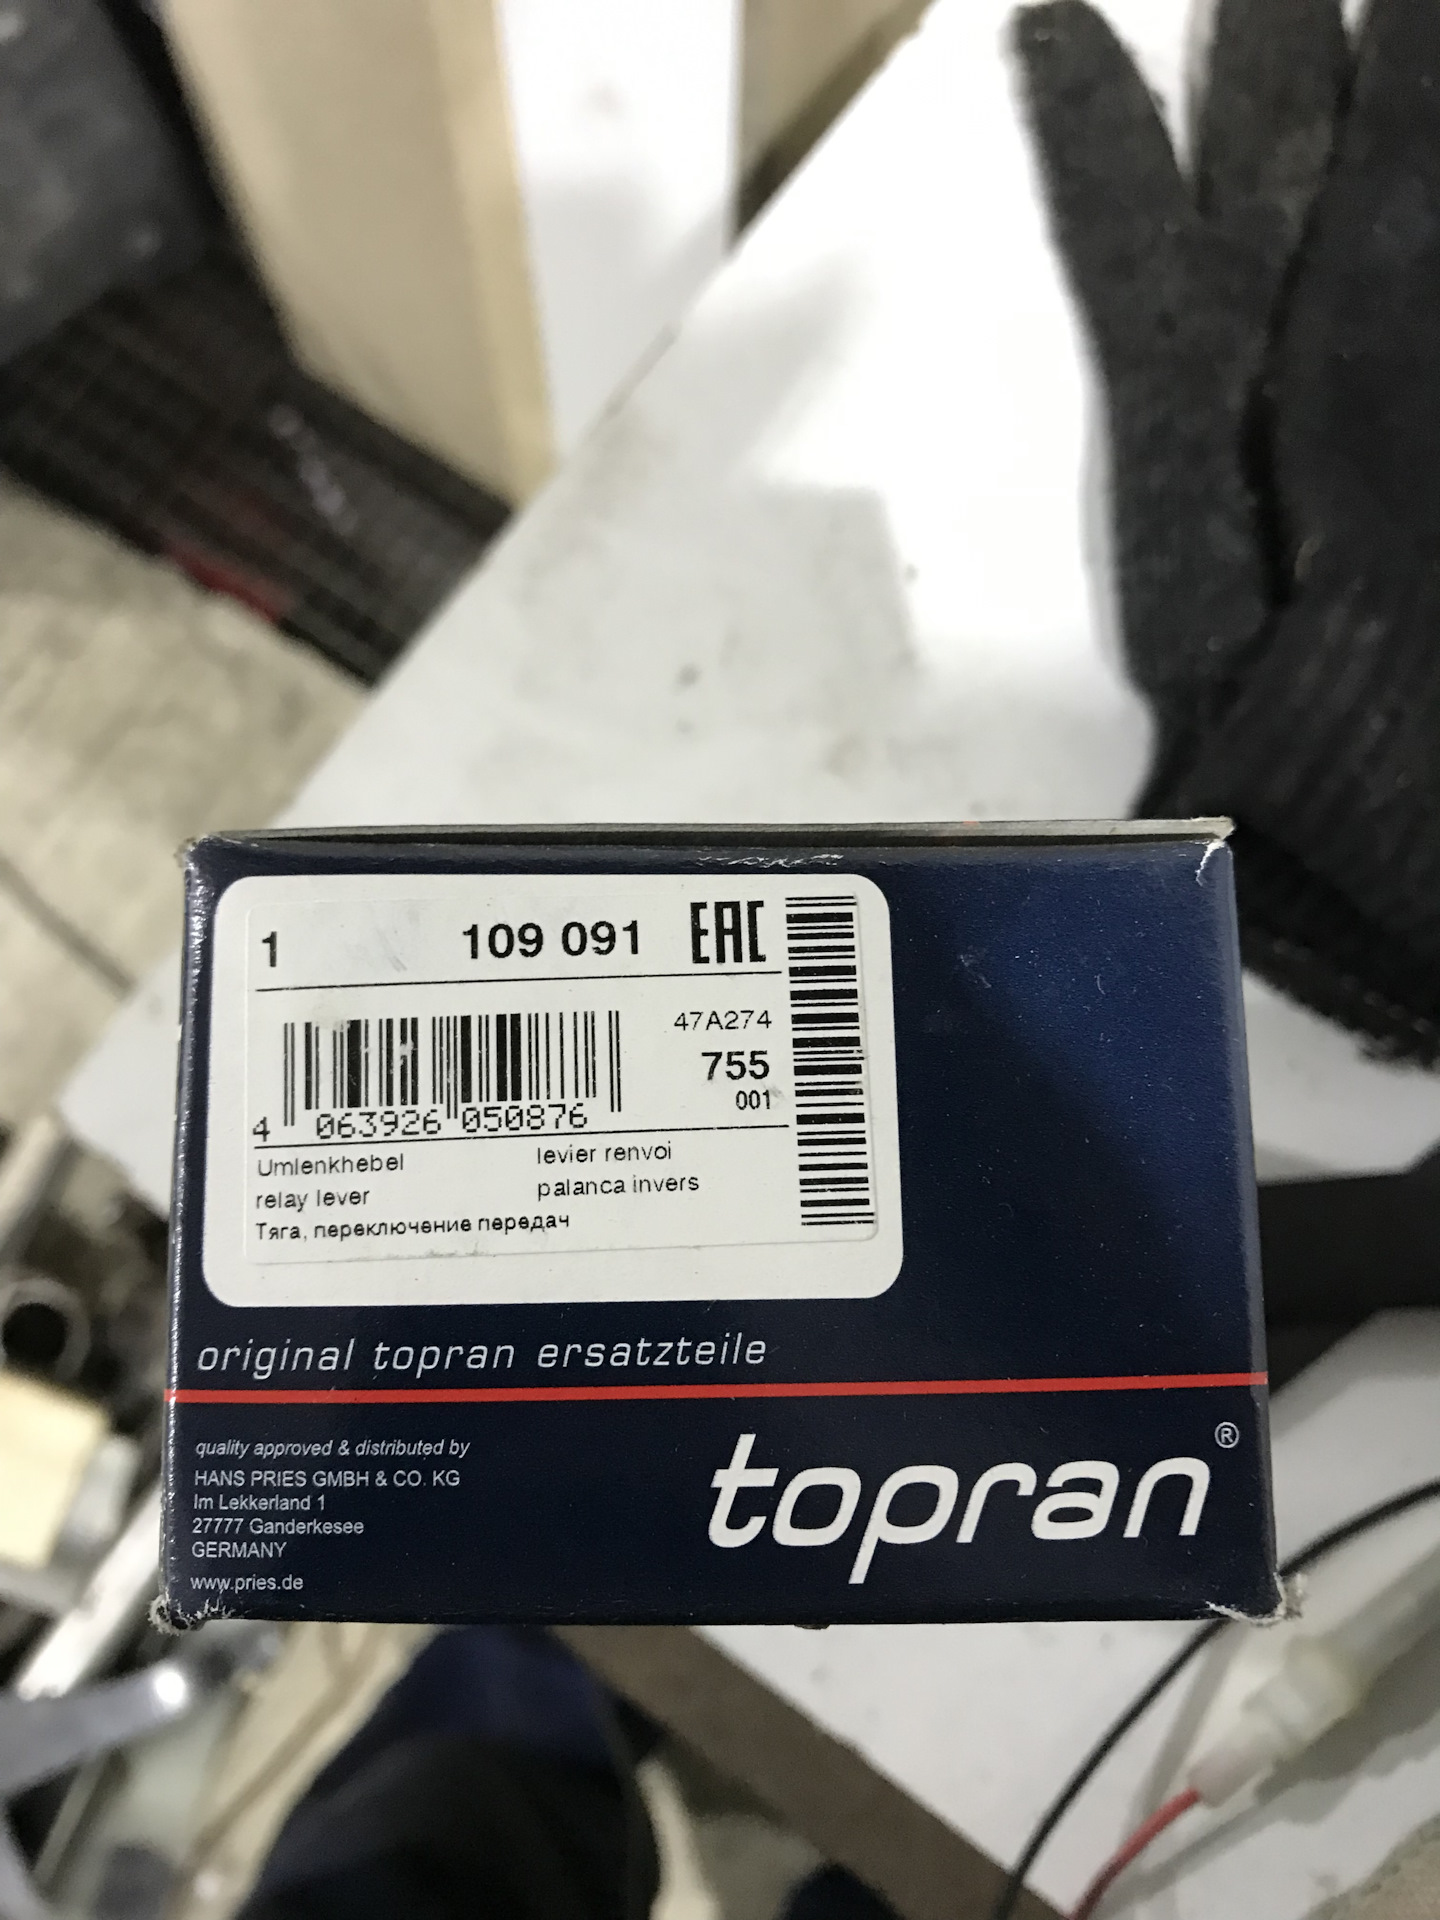 1 109 091 EAC
47A274
755
001
4 063926 050876
Umlenkhebel levier renvoi
relay lever palanca invers
Тяга, переключение передач
original topran ersatzteile
quality approved & distributed by
HANS PRIES GMBH & CO. KG
Im Lekkerland 1
27777 Ganderkesee
GERMANY
www.pries.de
topran®